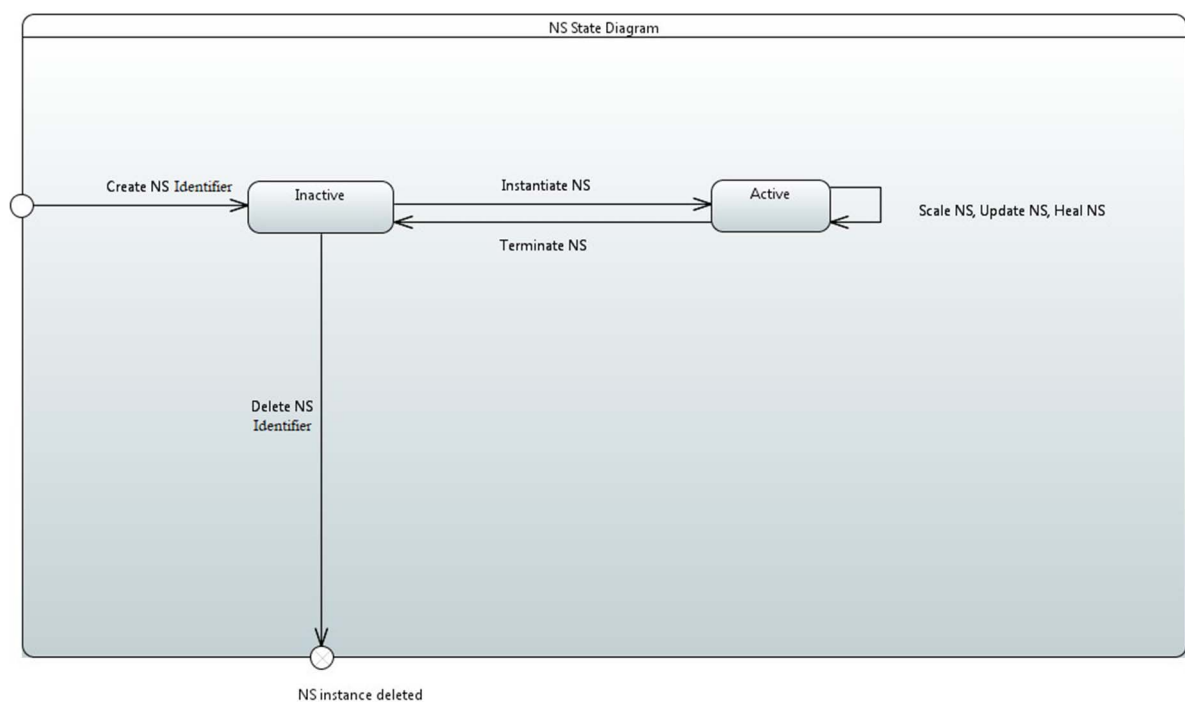 NS State Diagram
Create NS Identifier
Inactive
Instantiate NS
Active
Scale NS, Update NS, Heal NS
Terminate NS
Delete NS
Identifier
NS instance deleted